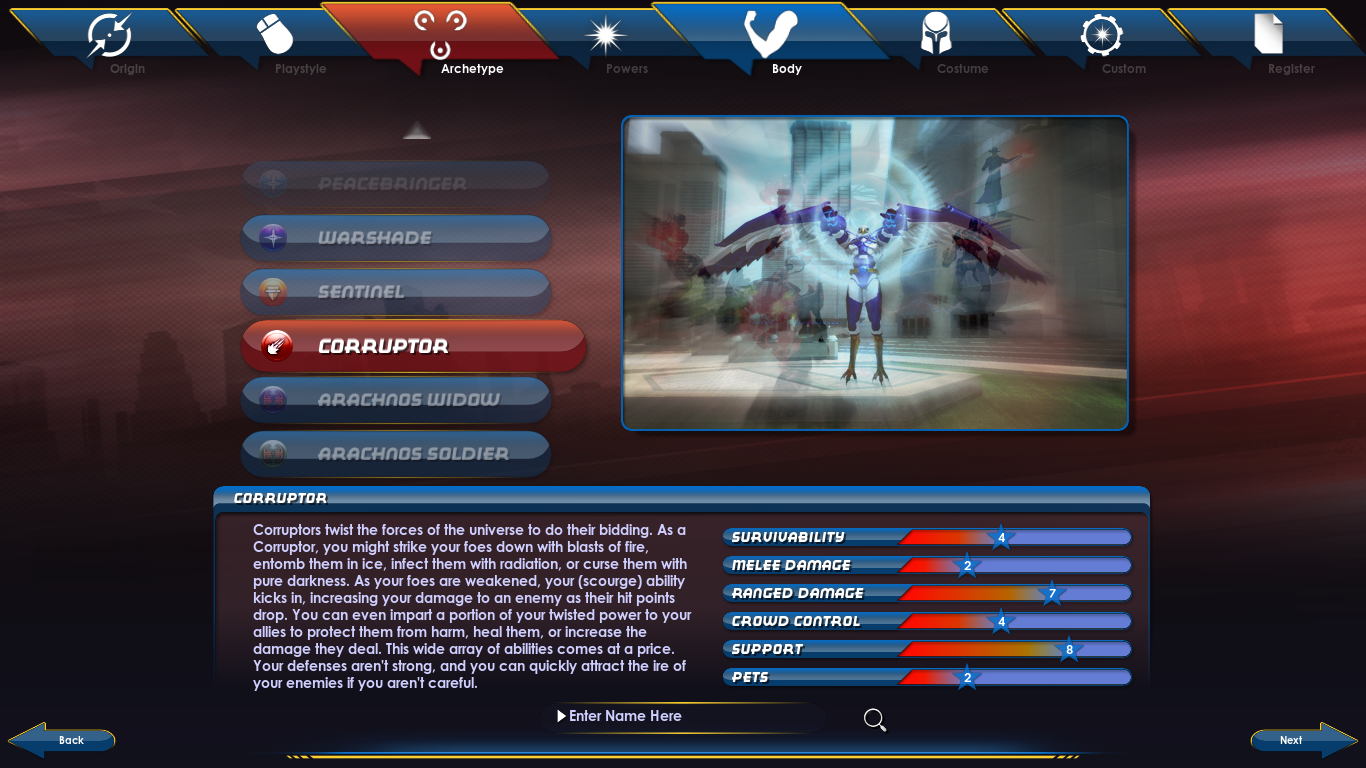 Origin
Playstyle
Archetype
Powers
Body
Costume
Custom
Register
PEACEBRINGER
WARSHADE
SENTINEL
CORRUPTOR
ARACHNOS WIDOW
ARACHNOS SOLDIER
CORRUPTOR
Corruptors twist the forces of the universe to do their bidding. As a
Corruptor, you might strike your foes down with blasts of fire,
entomb them in ice, infect them with radiation, or curse them with
pure darkness. As your foes are weakened, your (scourge) ability
kicks in, increasing your damage to an enemy as their hit points
drop. You can even impart a portion of your twisted power to your
allies to protect them from harm, heal them, or increase the
damage they deal. This wide array of abilities comes at a price.
Your defenses aren't strong, and you can quickly attract the ire of
your enemies if you aren't careful.
SURVIVABILITY 4
MELEE DAMAGE 2
RANGED DAMAGE 7
CROWD CONTROL 4
SUPPORT 8
PETS 2
Enter Name Here
Back
Next